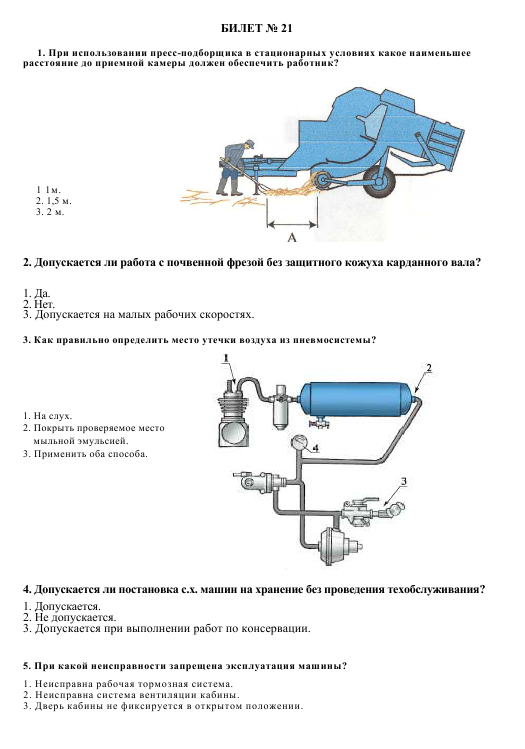 БИЛЕТ № 21
1. При использовании пресс-подборщика в стационарных условиях какое наименьшее
расстояние до приемной камеры должен обеспечить работник?
1 1м.
2. 1,5 м.
3. 2 м.
A
2. Допускается ли работа с почвенной фрезой без защитного кожуха карданного вала?
1. Да.
2. Нет.
3. Допускается на малых рабочих скоростях.
3. Как правильно определить место утечки воздуха из пневмосистемы?
1
2
1. На слух.
2. Покрыть проверяемое место
мыльной эмульсией.
3. Применить оба способа.
4
3
4. Допускается ли постановка с.х. машин на хранение без проведения техобслуживания?
1. Допускается.
2. Не допускается.
3. Допускается при выполнении работ по консервации.
5. При какой неисправности запрещена эксплуатация машины?
1. Неисправна рабочая тормозная система.
2. Неисправна система вентиляции кабины.
3. Дверь кабины не фиксируется в открытом положении.